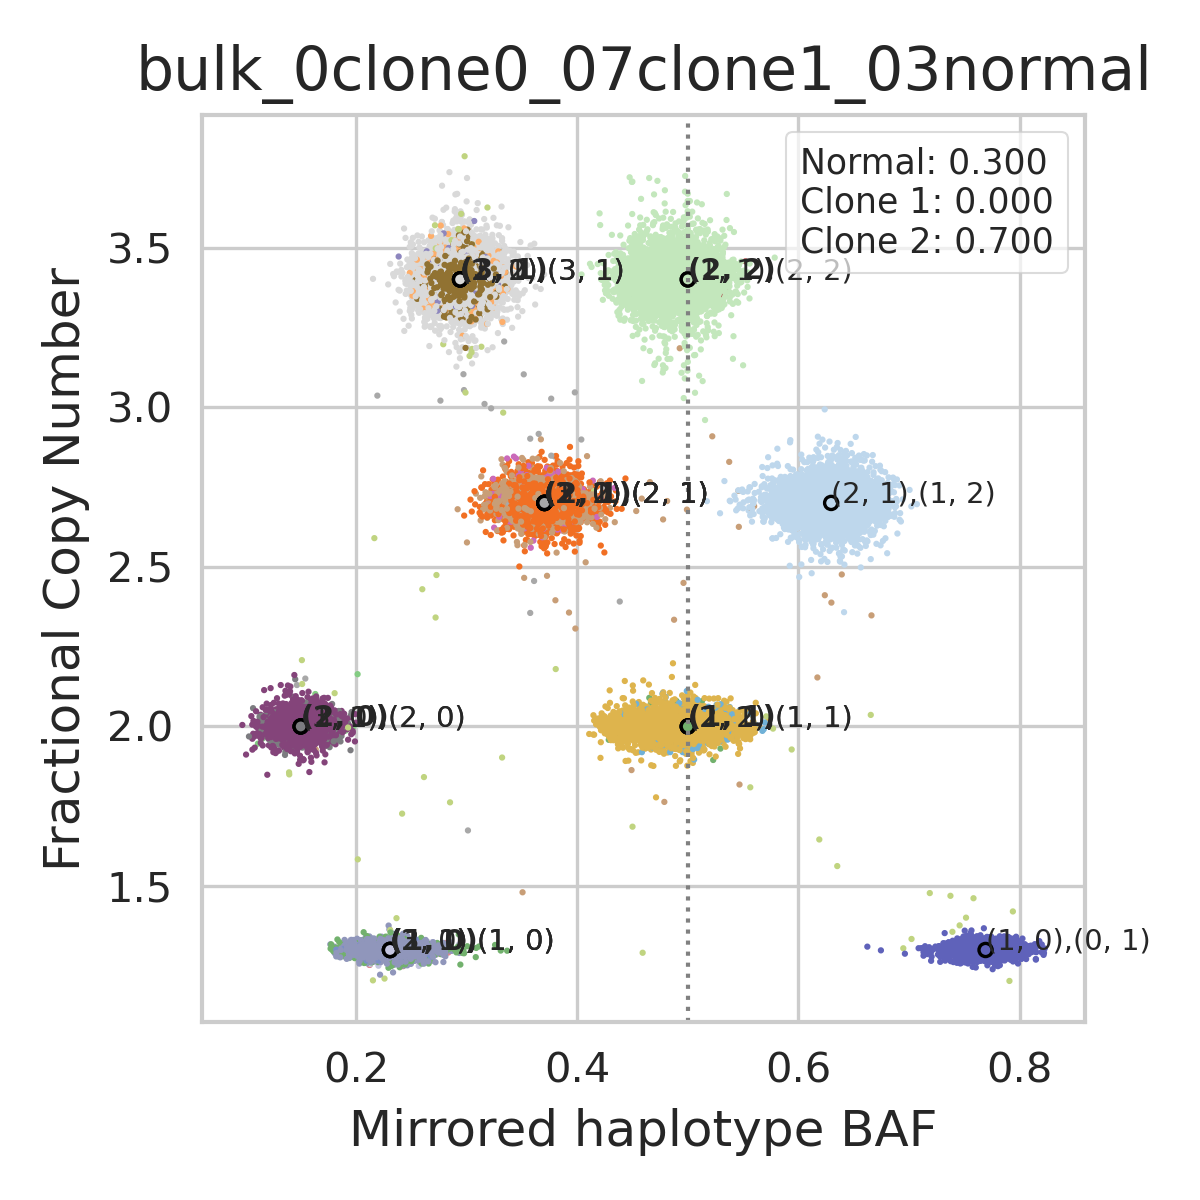 bulk_0clone0_07clone1_03normal
Normal: 0.300
Clone 1: 0.000
Clone 2: 0.700
3.5
(3, 1)
(2, 2)
3.0
(2, 1)
(2, 1),(1, 2)
2.5
2.0
(2, 0)
(1, 1)
1.5
(1, 0)
(1, 0),(0, 1)
0.2
0.4
0.6
0.8
Fractional Copy Number
Mirrored haplotype BAF